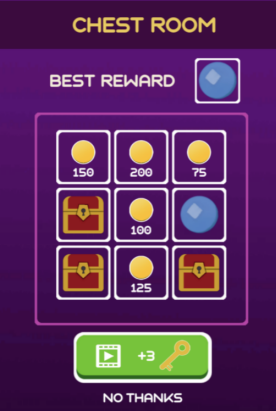 CHEST ROOM
BEST REWARD
150 200 75
100
125
+3
NO THANKS